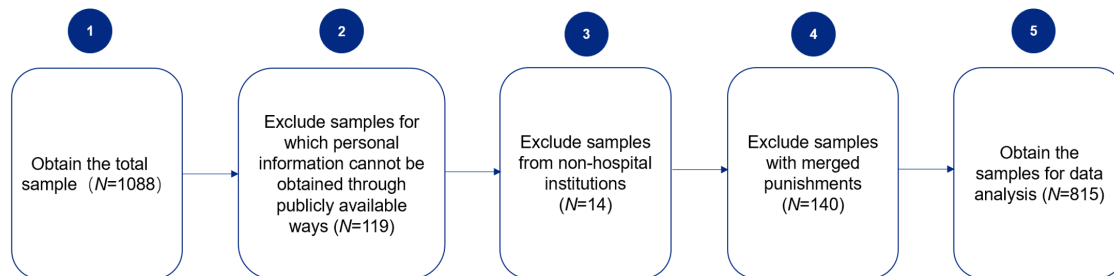 1
Obtain the total
sample（N=1088）
2
Exclude samples for
which personal
information cannot be
obtained through
publicly available
ways (N=119)
3
Exclude samples
from non-hospital
institutions
(N=14)
4
Exclude samples
with merged
punishments
(N=140)
5
Obtain the
samples for data
analysis (N=815)